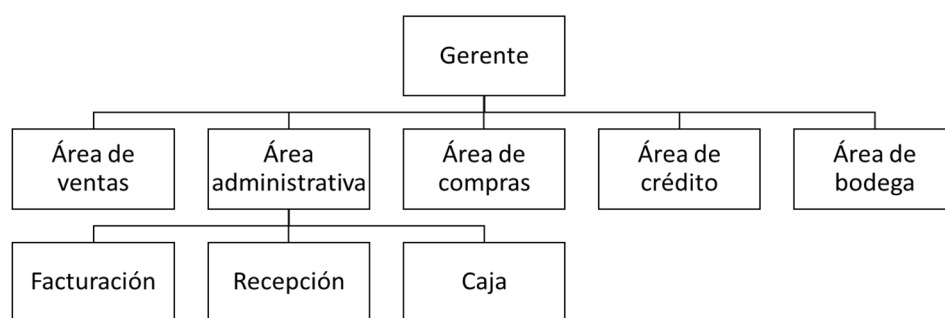 Gerente
Área de
ventas
Área
administrativa
Área de
compras
Área de
crédito
Área de
bodega
Facturación
Recepción
Caja